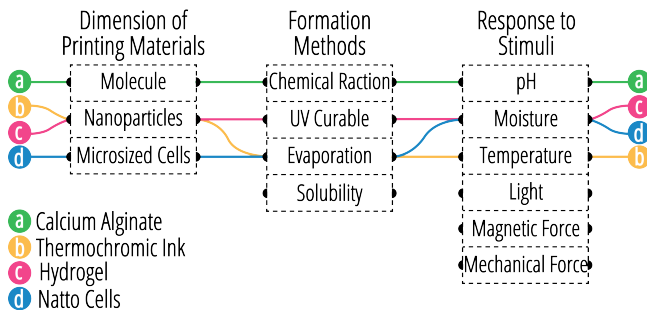 Dimension of
Printing Materials
Formation
Methods
Response to
Stimuli
a Molecule Chemical Raction pH a
b Nanoparticles UV Curable Moisture c
c d
d Microsized Cells Evaporation Temperature b
Solubility Light
Magnetic Force
Mechanical Force
a Calcium Alginate
b Thermochromic Ink
c Hydrogel
d Natto Cells